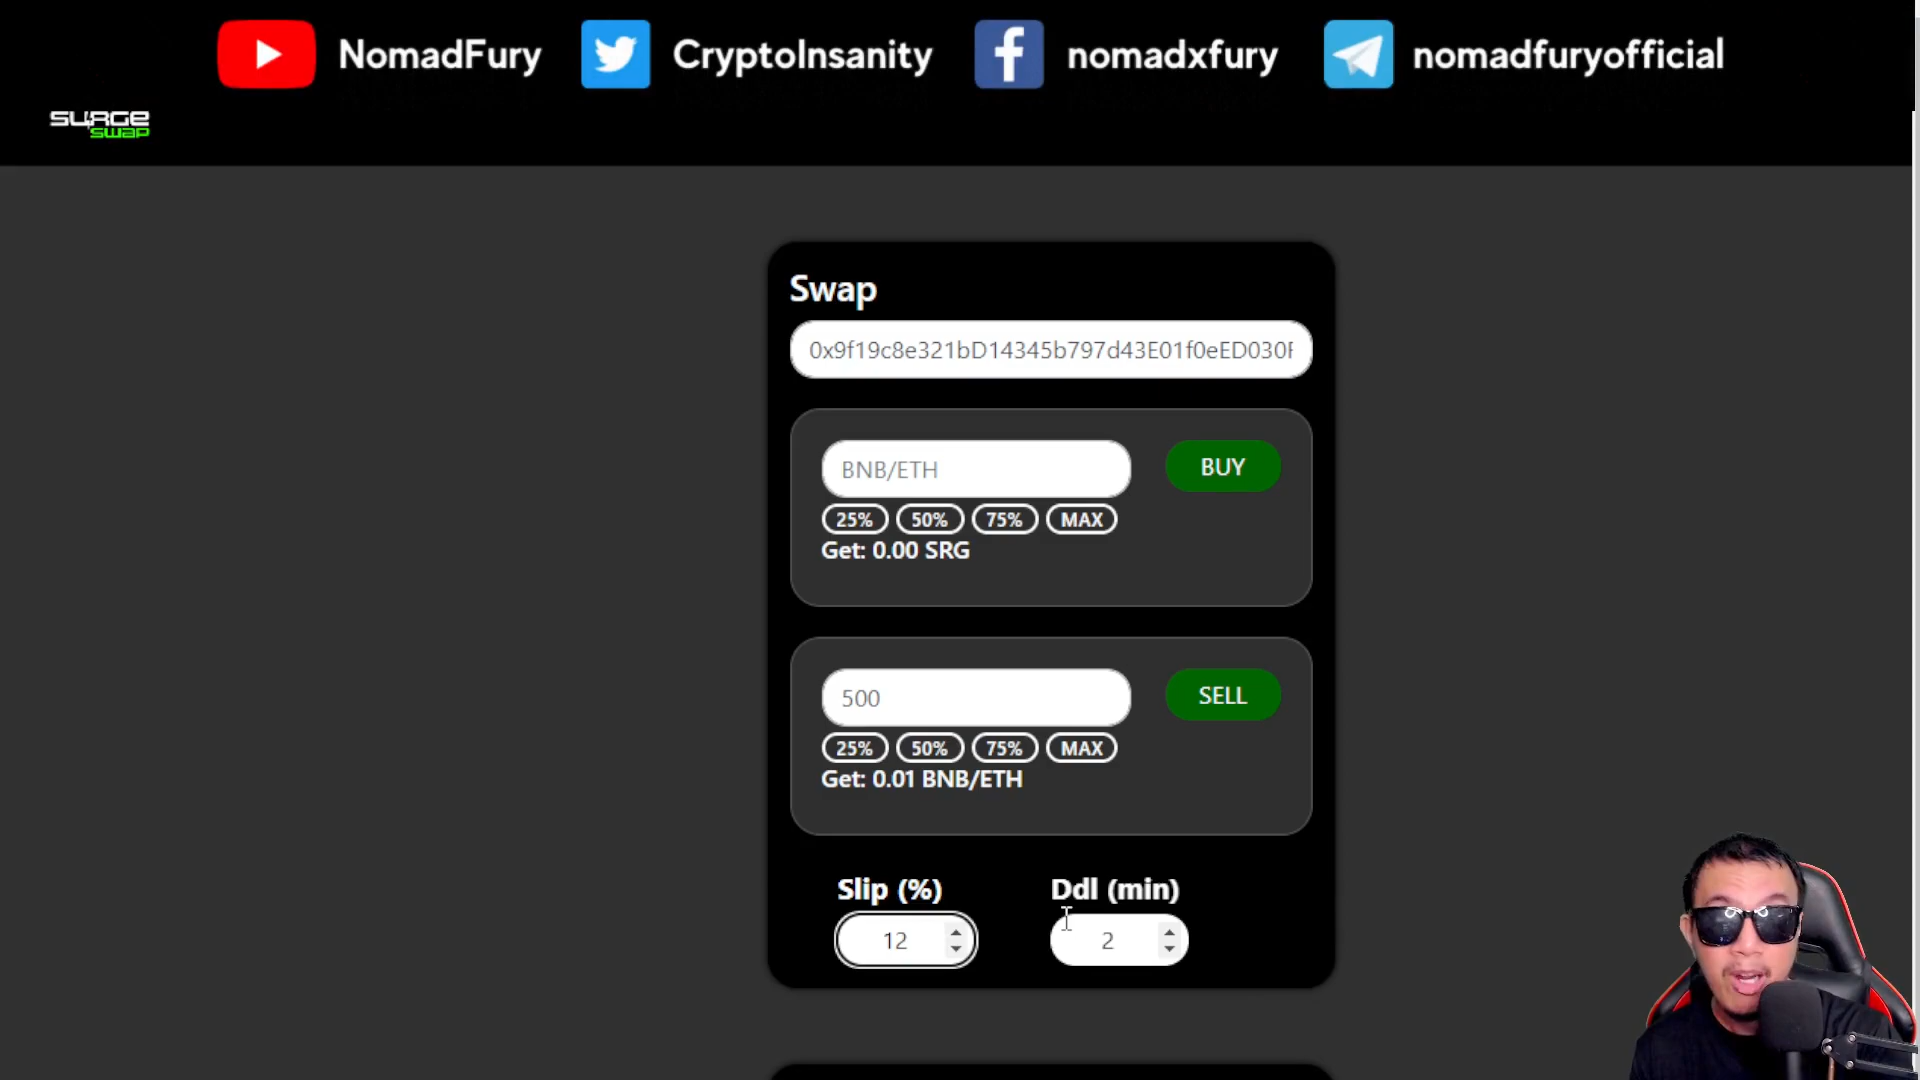 NomadFury CryptoInsanity nomadxfury nomadfuryofficial
SURGE
SWAP
Swap
0x9f19c8e321bD14345b797d43E01f0eED030F
BNB/ETH BUY
25% 50% 75% MAX
Get: 0.00 SRG
500 SELL
25% 50% 75% MAX
Get: 0.01 BNB/ETH
Slip (%) Ddl (min)
12 2